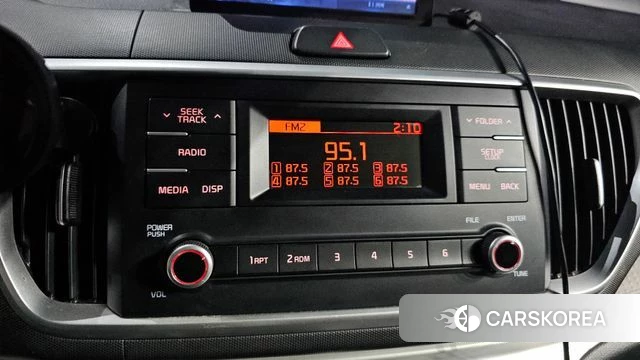 SEEK
TRACK
RADIO
MEDIA DISP
FM2 2:10
95.1
1 87.5 2 87.5 3 87.5
4 87.5 5 87.5 6 87.5
FOLDER
SETUP
CLOCK
MENU BACK
POWER
PUSH
VOL
1 RPT 2 RDM 3 4 5 6
FILE ENTER
TUNE
CARSKOREA